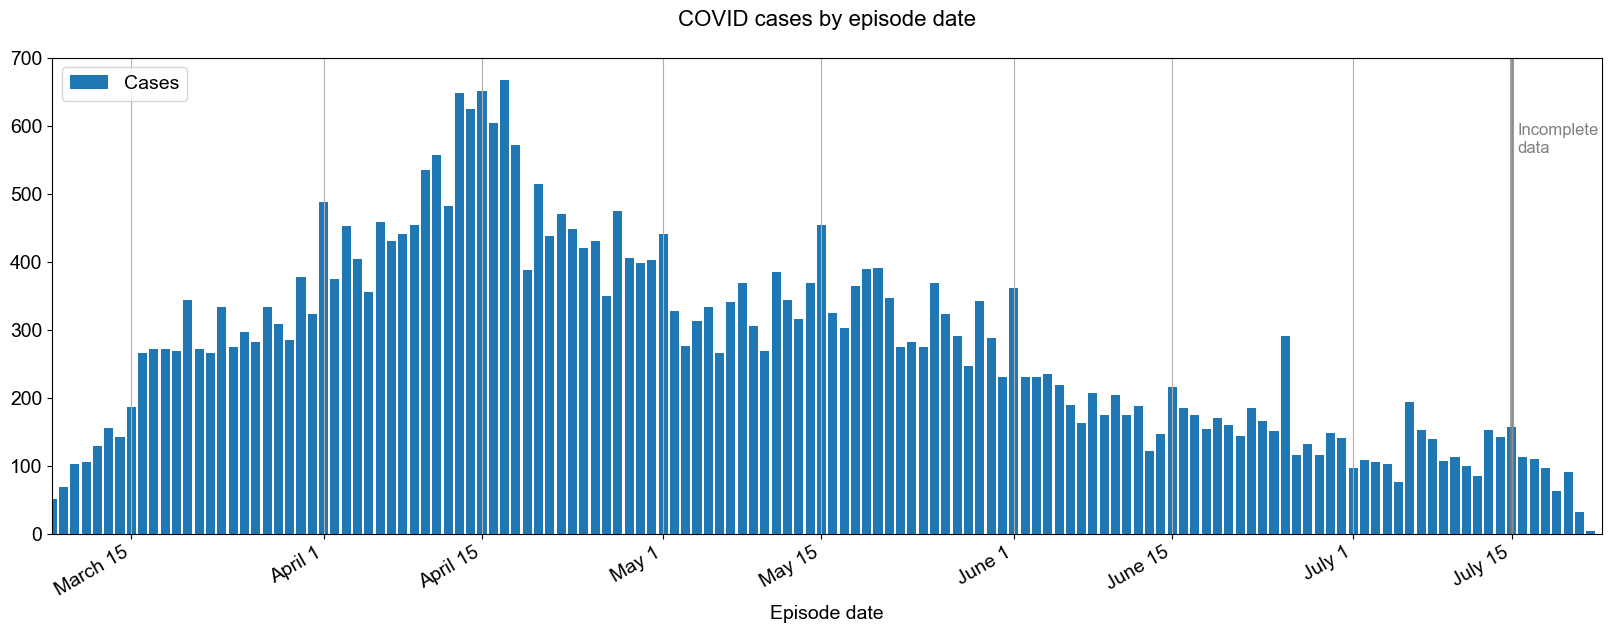 COVID cases by episode date
700
600
500
400
300
200
100
0
Cases
Incomplete
data
March 15
April 1
April 15
May 1
May 15
June 1
June 15
July 1
July 15
Episode date